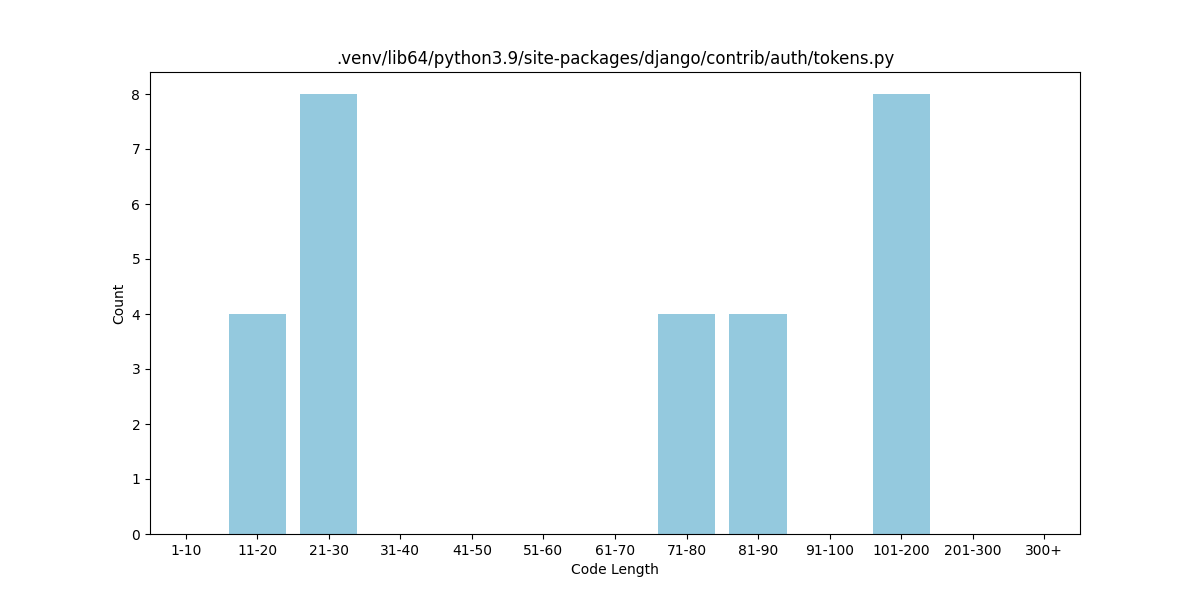 .venv/lib64/python3.9/site-packages/django/contrib/auth/tokens.py
8
7
6
5
4
3
2
1
0
Count
1-10 11-20 21-30 31-40 41-50 51-60 61-70 71-80 81-90 91-100 101-200 201-300 300+
Code Length